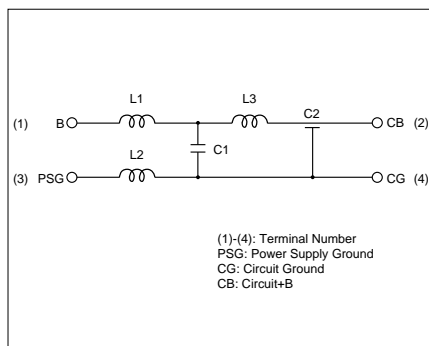 L1 L3
C2
(1) B CB (2)
C1
L2
(3) PSG CG (4)
(1)-(4): Terminal Number
PSG: Power Supply Ground
CG: Circuit Ground
CB: Circuit+B